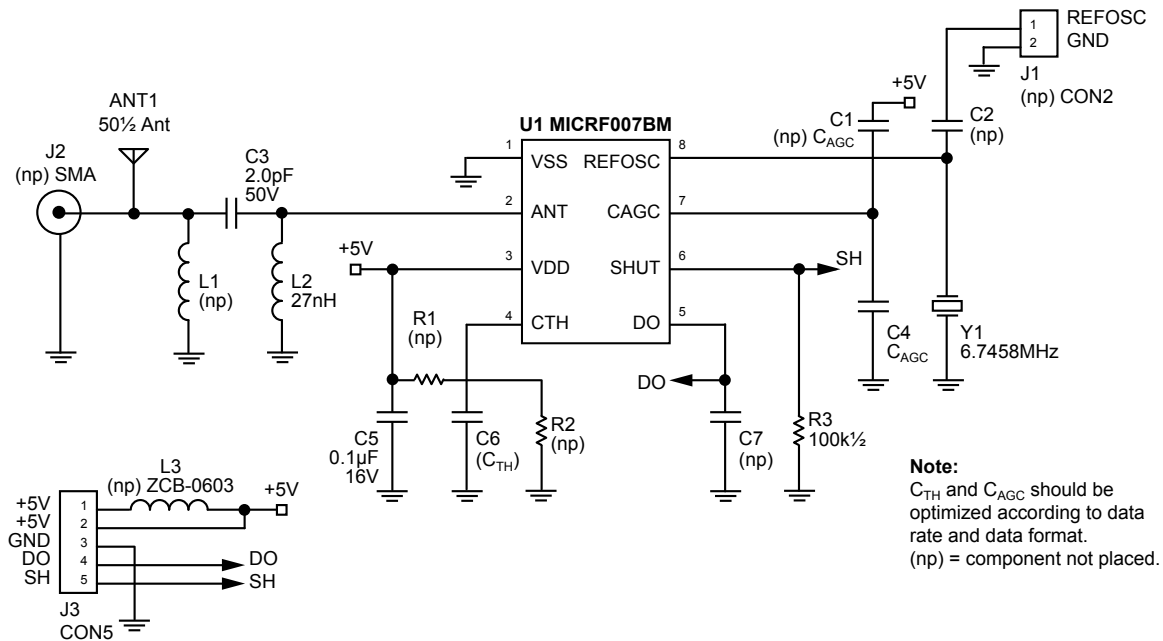 REFOSC
1
GND
2
J1
(np) CON2
+5V
ANT1
50½ Ant
C1
(np) C_AGC
C2
(np)
U1 MICRF007BM
J2
(np) SMA
C3
2.0pF
50V
1
VSS
REFOSC
8
2
ANT
CAGC
7
+5V
3
VDD
SHUT
6
SH
L1
(np)
L2
27nH
R1
(np)
4
CTH
DO
5
C4
C_AGC
Y1
6.7458MHz
DO
C5
0.1µF
16V
C6
(C_TH)
R2
(np)
C7
(np)
R3
100k½
L3
(np) ZCB-0603
+5V
+5V
1
+5V
2
GND
3
DO
4
DO
SH
5
SH
J3
CON5
Note:
C_TH and C_AGC should be
optimized according to data
rate and data format.
(np) = component not placed.